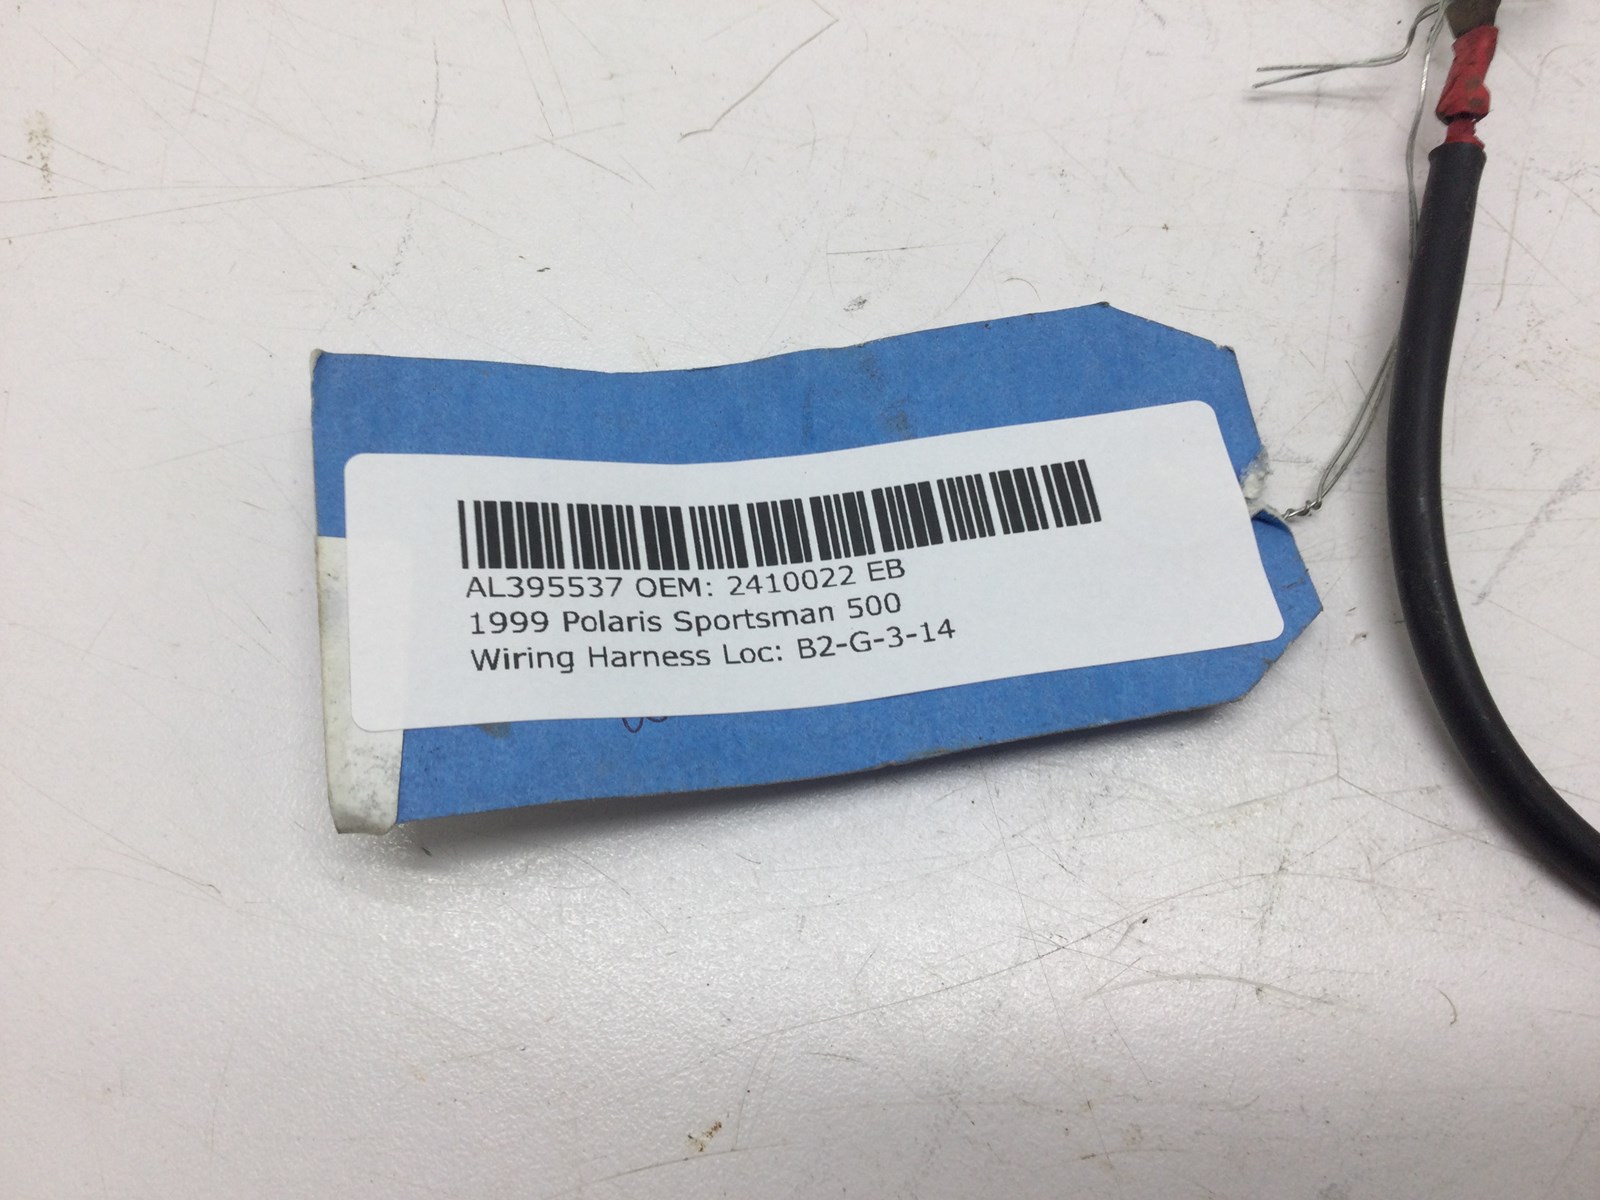 AL395537 OEM: 2410022 EB
1999 Polaris Sportsman 500
Wiring Harness Loc: B2-G-3-14